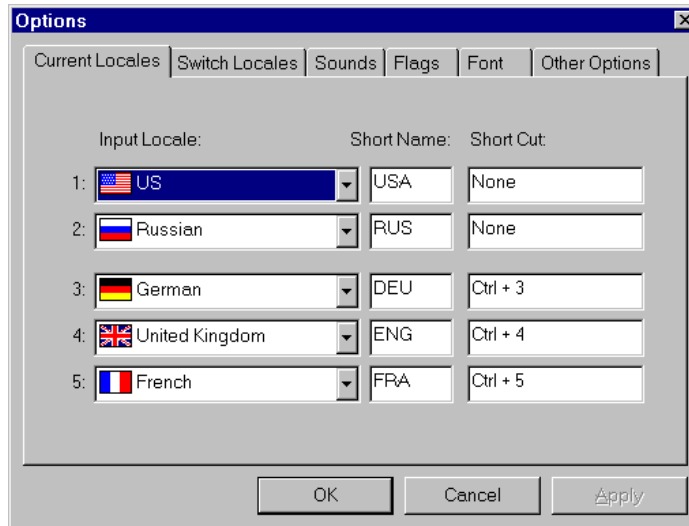 Options
Current Locales Switch Locales Sounds Flags Font Other Options
Input Locale: Short Name: Short Cut:
1: US USA None
2: Russian RUS None
3: German DEU Ctrl + 3
4: United Kingdom ENG Ctrl + 4
5: French FRA Ctrl + 5
OK Cancel Apply